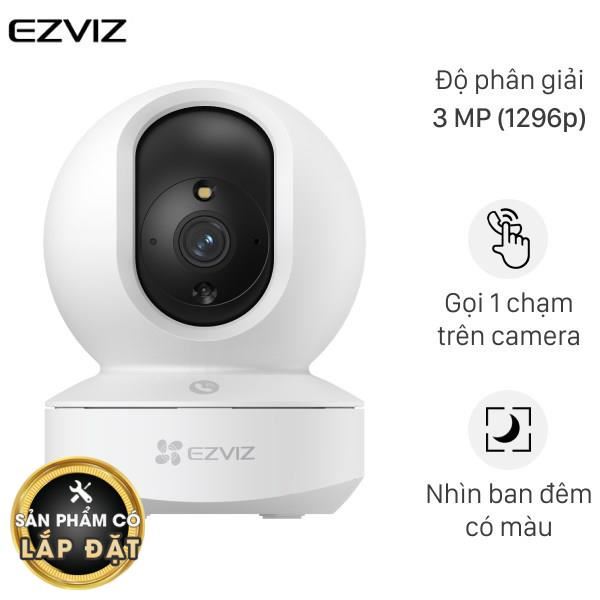 EZVIZ
Độ phân giải
3 MP (1296p)
Gọi 1 chạm
trên camera
EZVIZ
Nhìn ban đêm
có màu
SẢN PHẨM CÓ
LẮP ĐẶT